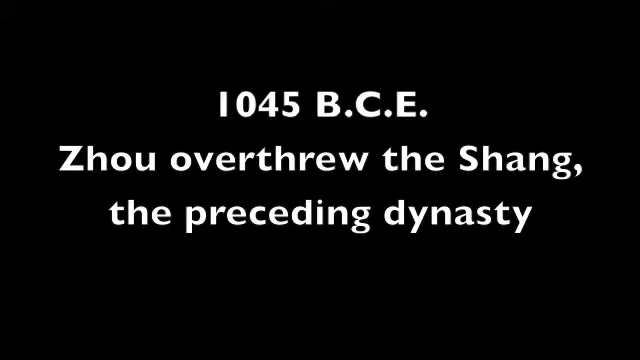 1045 B.C.E.
Zhou overthrew the Shang,
the preceding dynasty